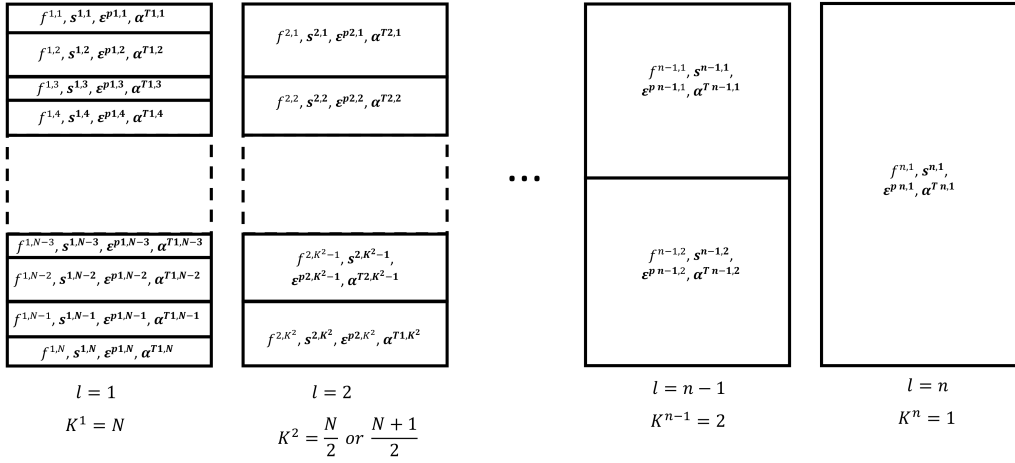 f^{1,1}, s^{1,1}, ε^{p1,1}, α^{T1,1}
f^{1,2}, s^{1,2}, ε^{p1,2}, α^{T1,2}
f^{1,3}, s^{1,3}, ε^{p1,3}, α^{T1,3}
f^{1,4}, s^{1,4}, ε^{p1,4}, α^{T1,4}
f^{1,N−3}, s^{1,N−3}, ε^{p1,N−3}, α^{T1,N−3}
f^{1,N−2}, s^{1,N−2}, ε^{p1,N−2}, α^{T1,N−2}
f^{1,N−1}, s^{1,N−1}, ε^{p1,N−1}, α^{T1,N−1}
f^{1,N}, s^{1,N}, ε^{p1,N}, α^{T1,N}
l = 1
K^1 = N
f^{2,1}, s^{2,1}, ε^{p2,1}, α^{T2,1}
f^{2,2}, s^{2,2}, ε^{p2,2}, α^{T2,2}
f^{2,K^2−1}, s^{2,K^2−1},
ε^{p2,K^2−1}, α^{T2,K^2−1}
f^{2,K^2}, s^{2,K^2}, ε^{p2,K^2}, α^{T1,K^2}
l = 2
K^2 = N/2 or (N + 1)/2
...
f^{n−1,1}, s^{n−1,1},
ε^{p n−1,1}, α^{T n−1,1}
f^{n−1,2}, s^{n−1,2},
ε^{p n−1,2}, α^{T n−1,2}
l = n − 1
K^{n−1} = 2
f^{n,1}, s^{n,1},
ε^{p n,1}, α^{T n,1}
l = n
K^n = 1